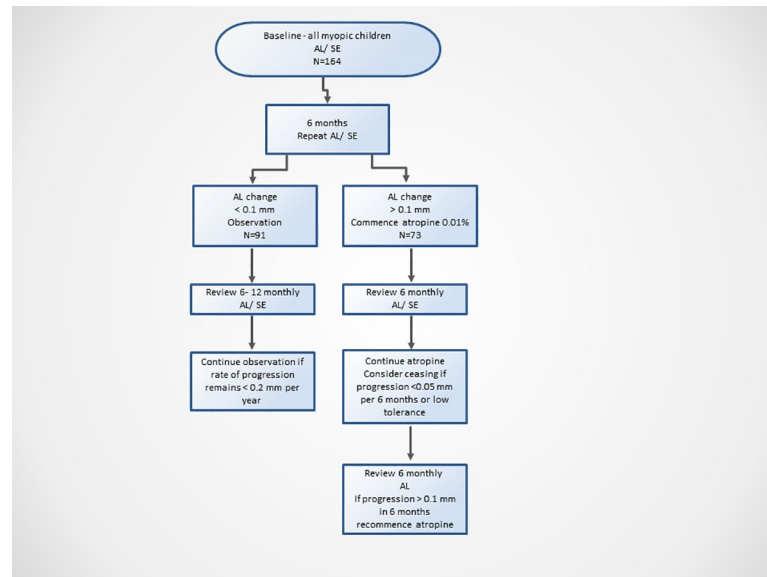 Baseline - all myopic children
AL/ SE
N=164
6 months
Repeat AL/ SE
AL change
< 0.1 mm
Observation
N=91
AL change
> 0.1 mm
Commence atropine 0.01%
N=73
Review 6- 12 monthly
AL/ SE
Review 6 monthly
AL/ SE
Continue observation if
rate of progression
remains < 0.2 mm per
year
Continue atropine
Consider ceasing if
progression <0.05 mm
per 6 months or low
tolerance
Review 6 monthly
AL
If progression > 0.1 mm
in 6 months
recommence atropine